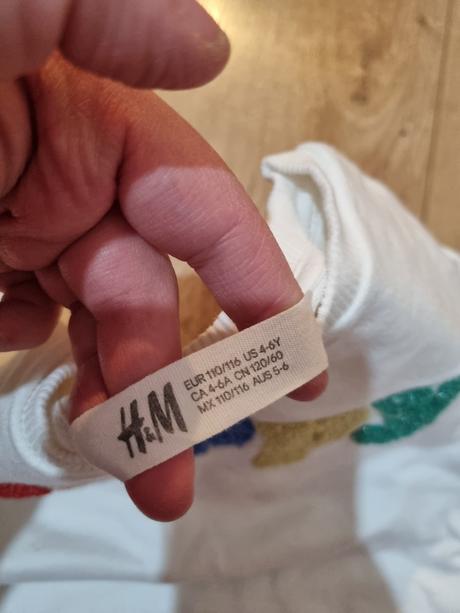 H&M
EUR 110/116 US 4-6Y
CA 4-6A CN 120/60
MX 110/116 AUS 5-6